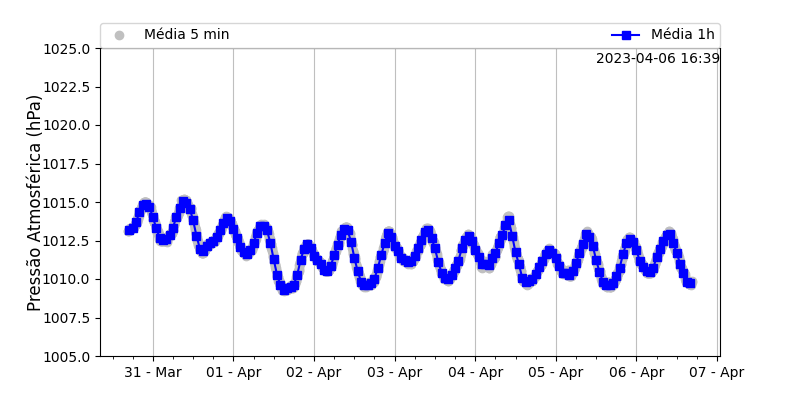 Média 5 min
Média 1h
2023-04-06 16:39
Pressão Atmosférica (hPa)
1025.0
1022.5
1020.0
1017.5
1015.0
1012.5
1010.0
1007.5
1005.0
31 - Mar 01 - Apr 02 - Apr 03 - Apr 04 - Apr 05 - Apr 06 - Apr 07 - Apr